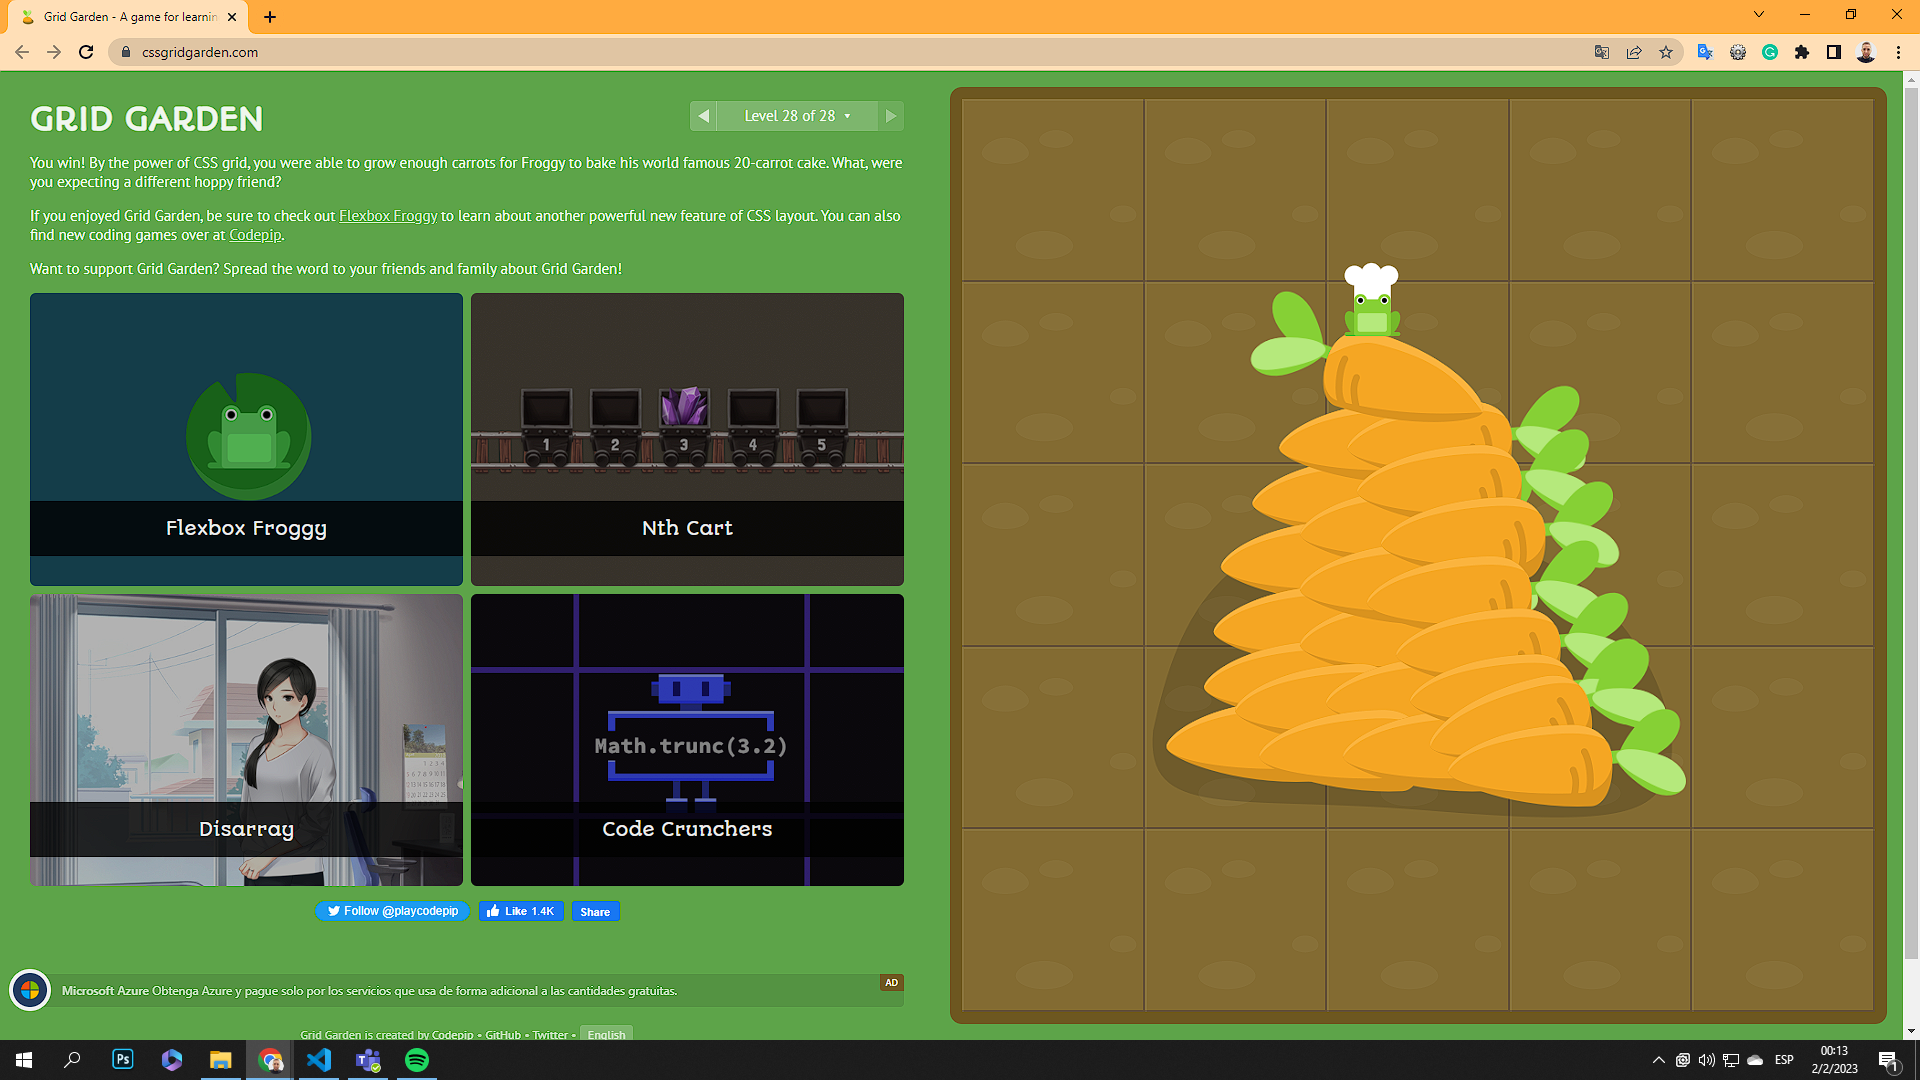 Grid Garden - A game for learnin
cssgridgarden.com
GRID GARDEN
Level 28 of 28
You win! By the power of CSS grid, you were able to grow enough carrots for Froggy to bake his world famous 20-carrot cake. What, were
you expecting a different hoppy friend?
If you enjoyed Grid Garden, be sure to check out Flexbox Froggy to learn about another powerful new feature of CSS layout. You can also
find new coding games over at Codepip.
Want to support Grid Garden? Spread the word to your friends and family about Grid Garden!
1 2 3 4 5
Flexbox Froggy
Nth Cart
Math.trunc(3.2)
Disarray
Code Crunchers
Follow @playcodepip
Like 1.4K
Share
AD
Microsoft Azure Obtenga Azure y pague solo por los servicios que usa de forma adicional a las cantidades gratuitas.
Grid Garden is created by Codepip • GitHub • Twitter • English
Ps
ESP
00:13
2/2/2023
1